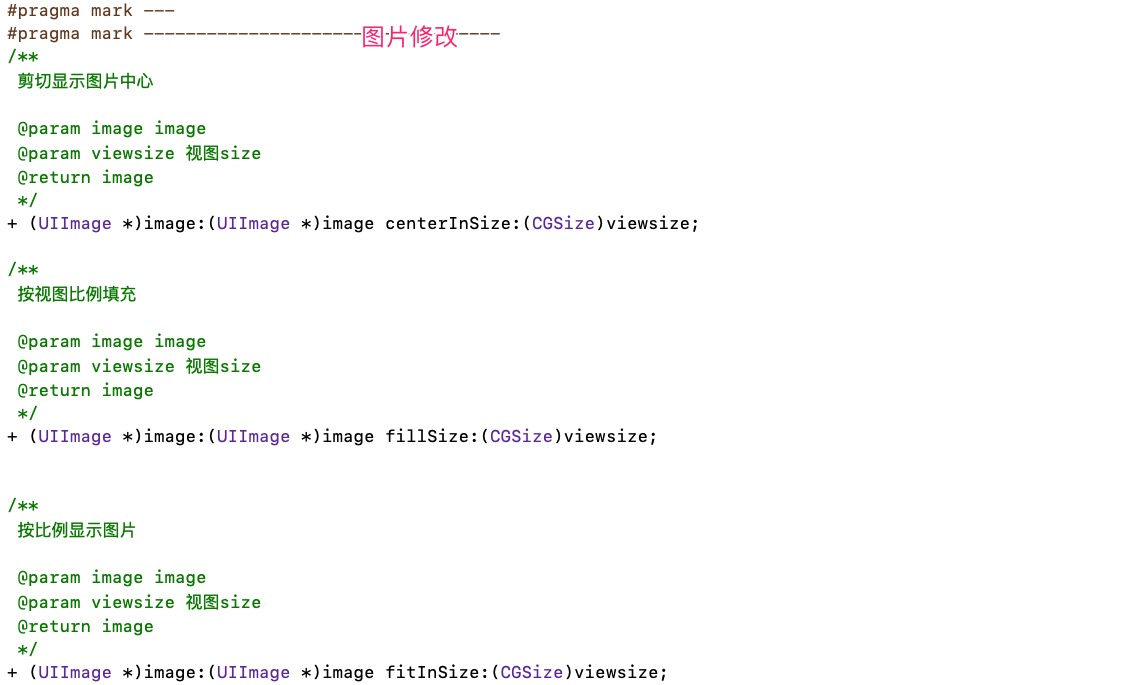 #pragma mark ---
#pragma mark ---------------------图片修改----
/**
 剪切显示图片中心

 @param image image
 @param viewsize 视图size
 @return image
 */
+ (UIImage *)image:(UIImage *)image centerInSize:(CGSize)viewsize;

/**
 按视图比例填充

 @param image image
 @param viewsize 视图size
 @return image
 */
+ (UIImage *)image:(UIImage *)image fillSize:(CGSize)viewsize;


/**
 按比例显示图片

 @param image image
 @param viewsize 视图size
 @return image
 */
+ (UIImage *)image:(UIImage *)image fitInSize:(CGSize)viewsize;